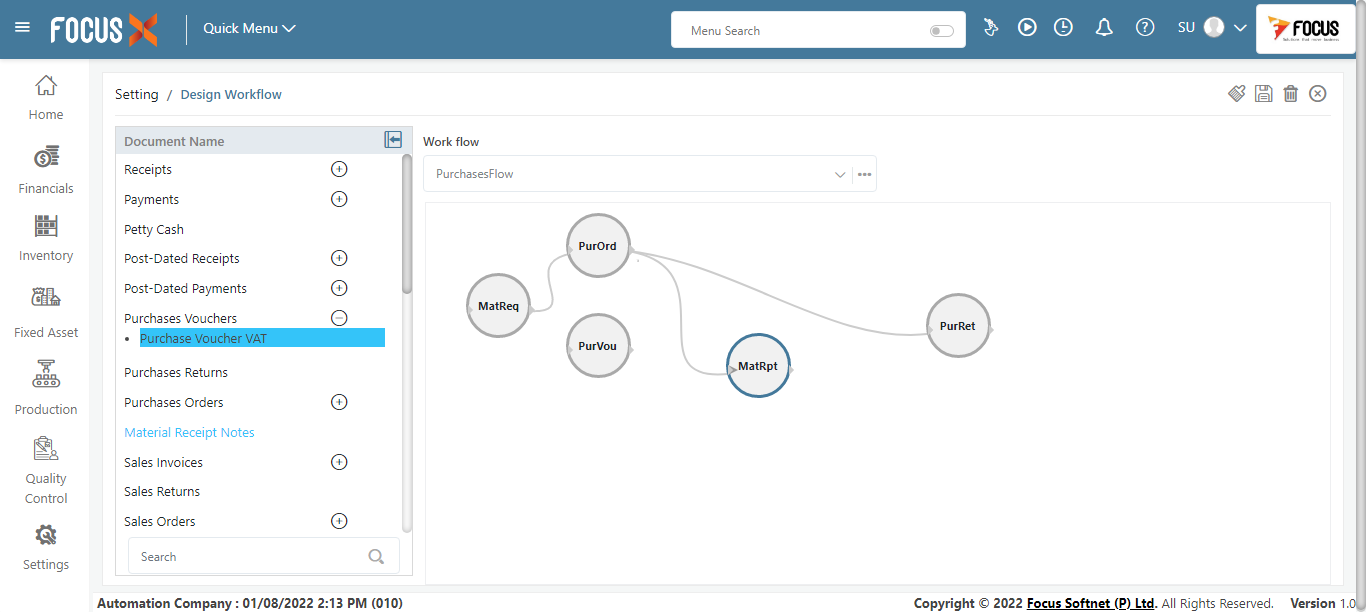 FOCUS X
Quick Menu
Menu Search
SU
FOCUS
Home
Financials
Inventory
Fixed Asset
Production
Quality
Control
Settings
Setting / Design Workflow
Document Name
Receipts
Payments
Petty Cash
Post-Dated Receipts
Post-Dated Payments
Purchases Vouchers
• Purchase Voucher VAT
Purchases Returns
Purchases Orders
Material Receipt Notes
Sales Invoices
Sales Returns
Sales Orders
Search
Work flow
PurchasesFlow
PurOrd
MatReq
PurVou
MatRpt
PurRet
Automation Company : 01/08/2022 2:13 PM (010)
Copyright © 2022 Focus Softnet (P) Ltd. All Rights Reserved. Version 1.0